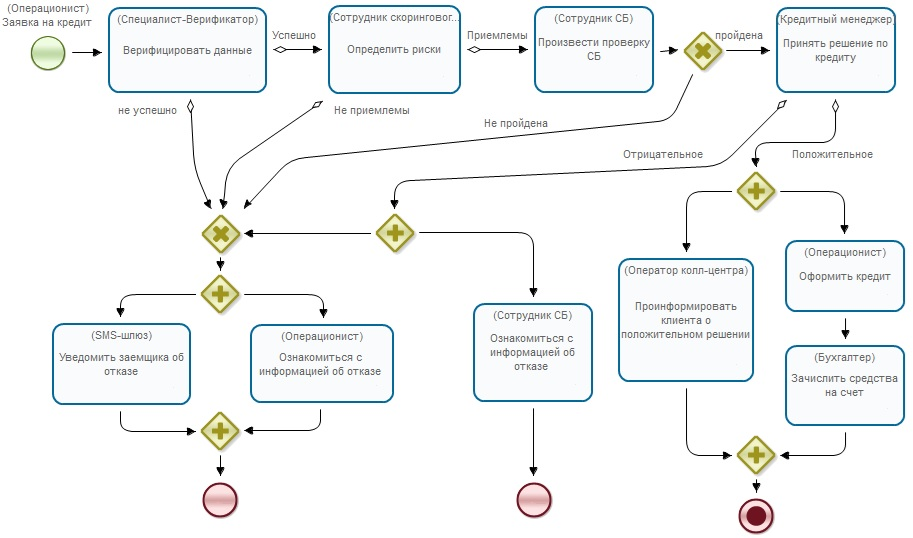 (Операционист)
Заявка на кредит
(Специалист-Верификатор)
Верифицировать данные
Успешно
(Сотрудник скоринговог...
Определить риски
Приемлемы
(Сотрудник СБ)
Произвести проверку
СБ
пройдена
(Кредитный менеджер)
Принять решение по
кредиту
не успешно
Не приемлемы
Не пройдена
Отрицательное
Положительное
(SMS-шлюз)
Уведомить заемщика об
отказе
(Операционист)
Ознакомиться с
информацией об отказе
(Сотрудник СБ)
Ознакомиться с
информацией об
отказе
(Оператор колл-центра)
Проинформировать
клиента о
положительном решении
(Операционист)
Оформить кредит
(Бухгалтер)
Зачислить средства
на счет